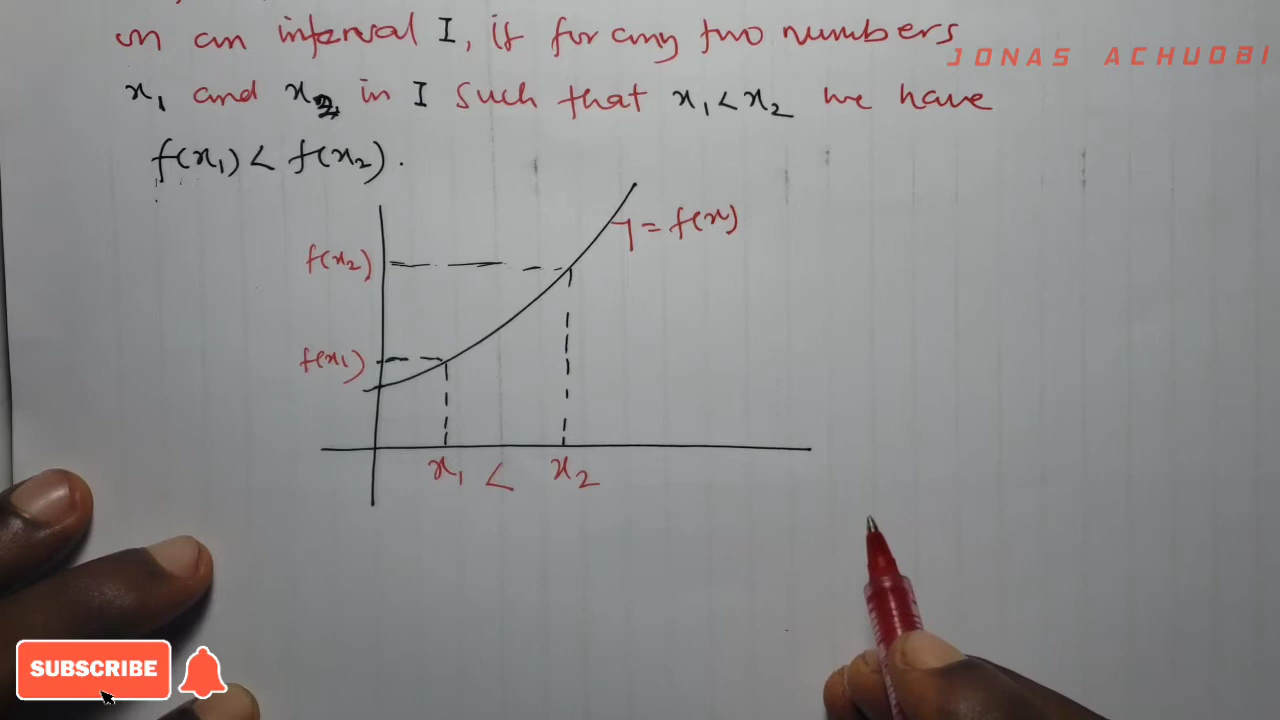 on an interval I, if for any two numbers
JONAS ACHUOBI
x₁ and x₂ in I such that x₁ < x₂ we have
f(x₁) < f(x₂).
y = f(x)
f(x₂)
f(x₁)
x₁ < x₂
SUBSCRIBE